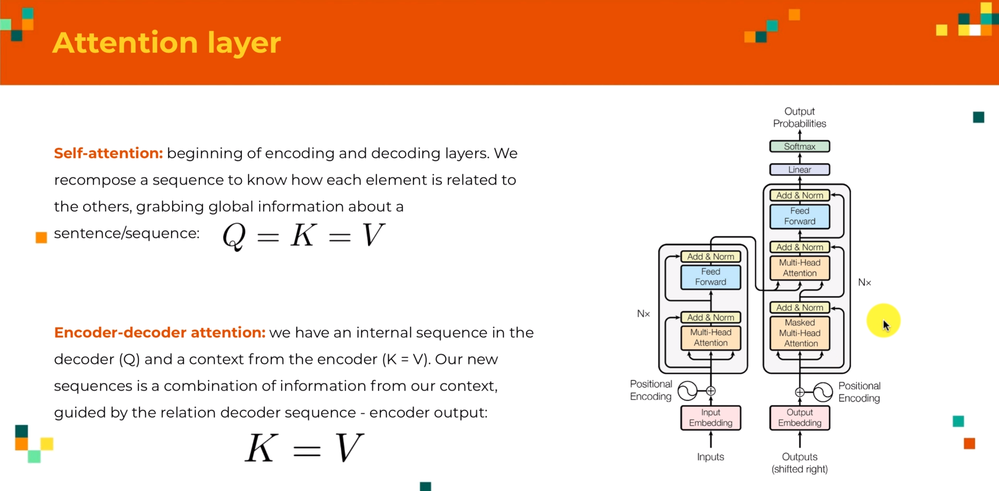 Attention layer
Self-attention: beginning of encoding and decoding layers. We
recompose a sequence to know how each element is related to
the others, grabbing global information about a
sentence/sequence: Q = K = V
Encoder-decoder attention: we have an internal sequence in the
decoder (Q) and a context from the encoder (K = V). Our new
sequences is a combination of information from our context,
guided by the relation decoder sequence - encoder output:
K = V
Output
Probabilities
Softmax
Linear
Add & Norm
Feed
Forward
Add & Norm
Multi-Head
Attention
Nx
Add & Norm
Masked
Multi-Head
Attention
Positional
Encoding
Output
Embedding
Outputs
(shifted right)
Add & Norm
Feed
Forward
Nx
Add & Norm
Multi-Head
Attention
Positional
Encoding
Input
Embedding
Inputs